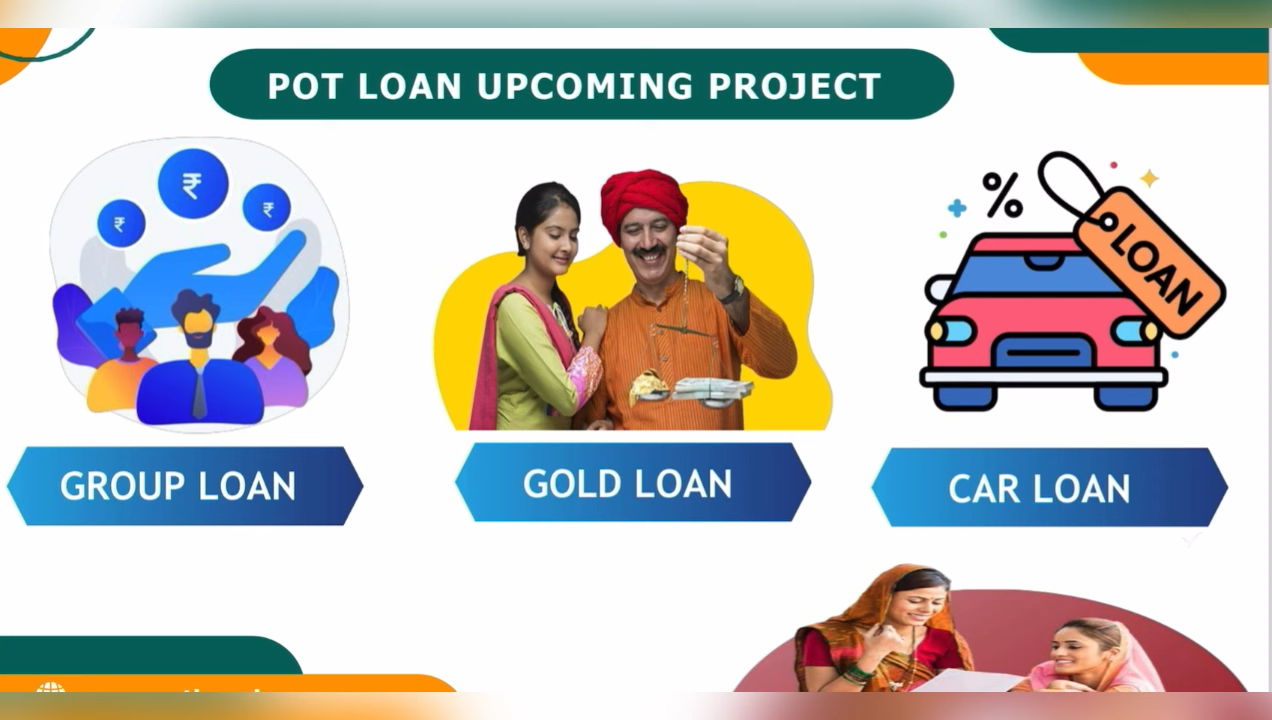 POT LOAN UPCOMING PROJECT
₹
₹
₹
%
LOAN
GROUP LOAN
GOLD LOAN
CAR LOAN